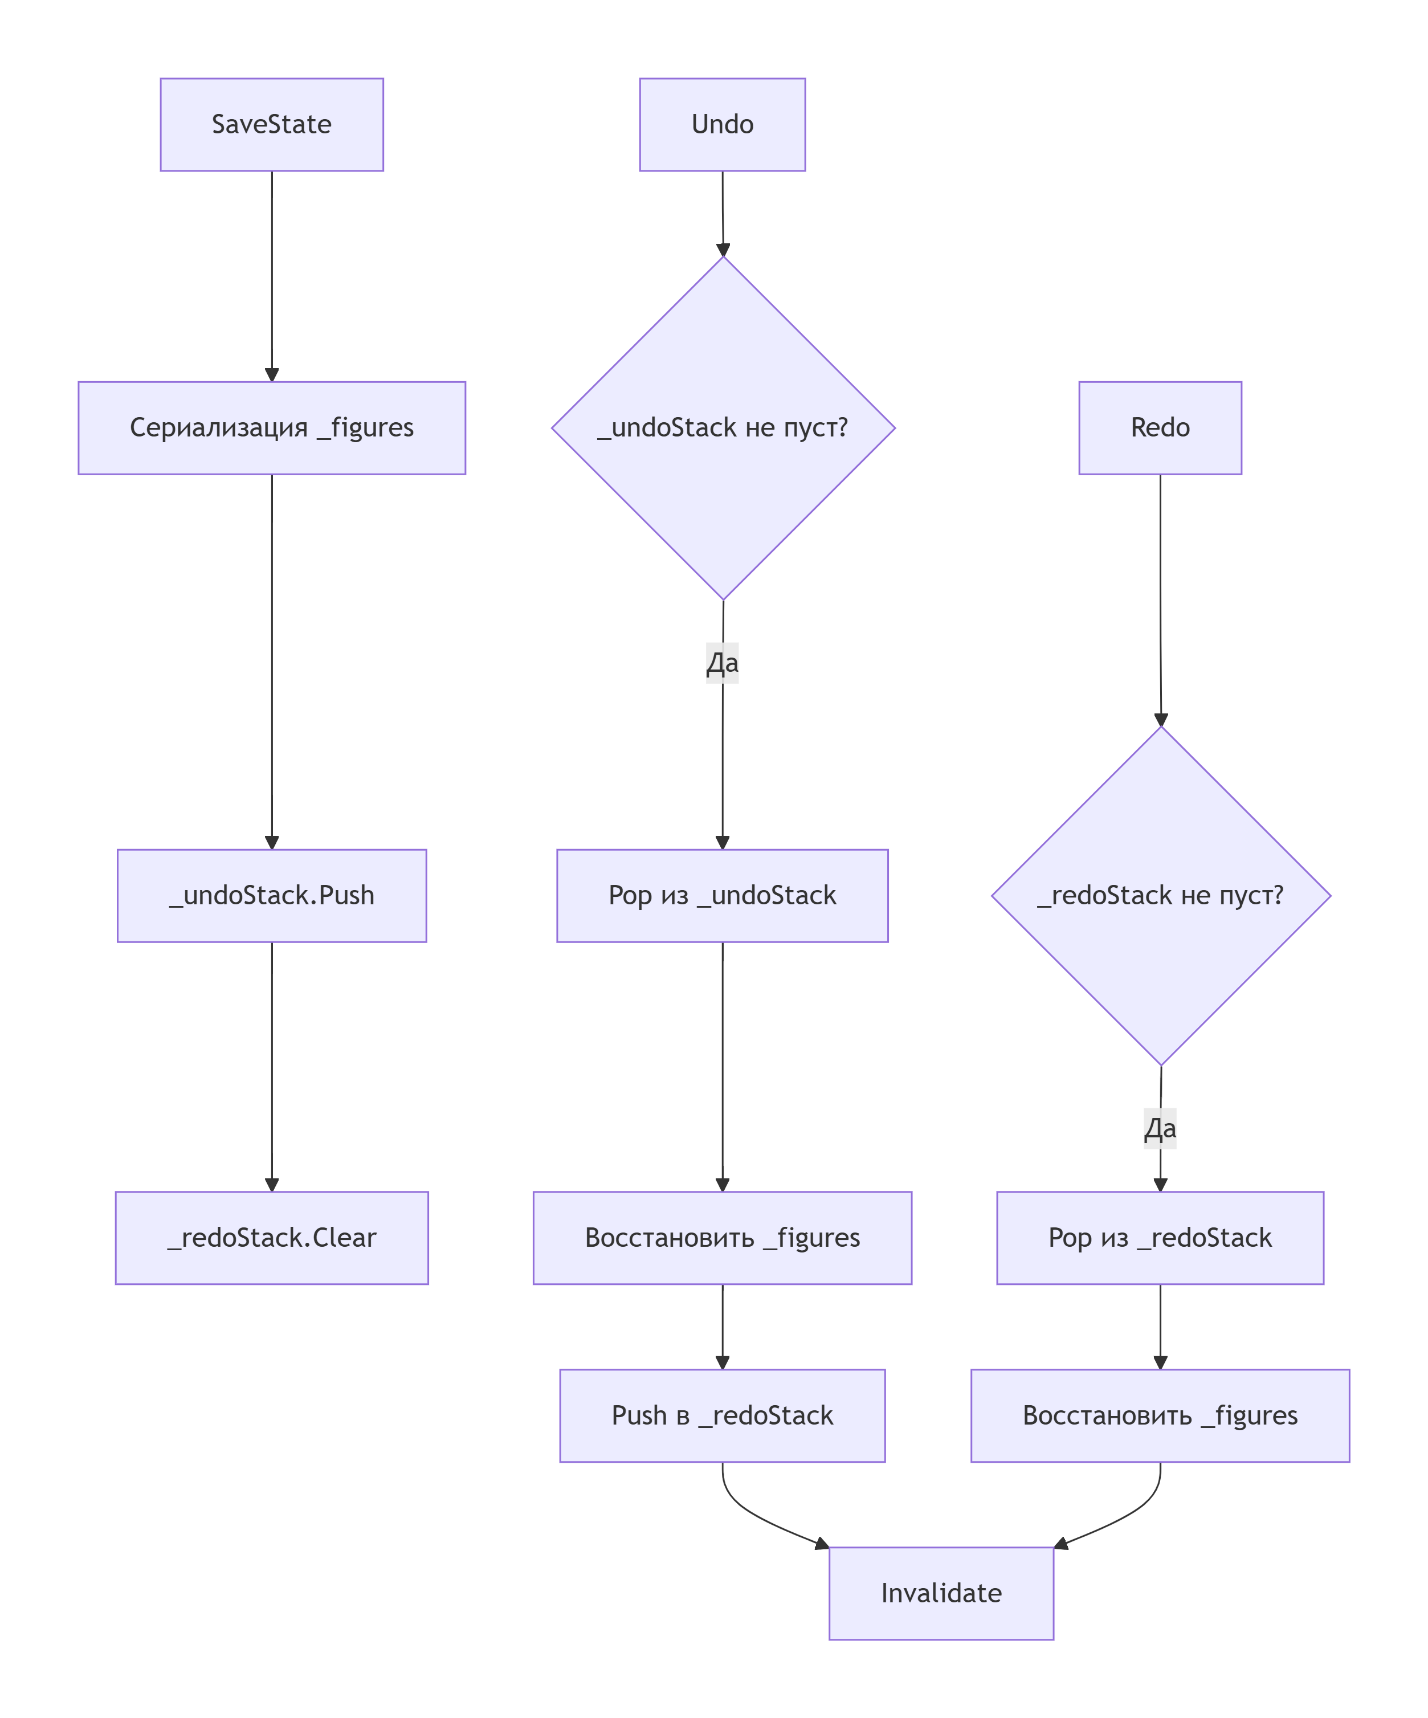 SaveState
Undo
Сериализация _figures
_undoStack не пуст?
Redo
Да
_undoStack.Push
Pop из _undoStack
_redoStack не пуст?
Да
_redoStack.Clear
Восстановить _figures
Pop из _redoStack
Push в _redoStack
Восстановить _figures
Invalidate